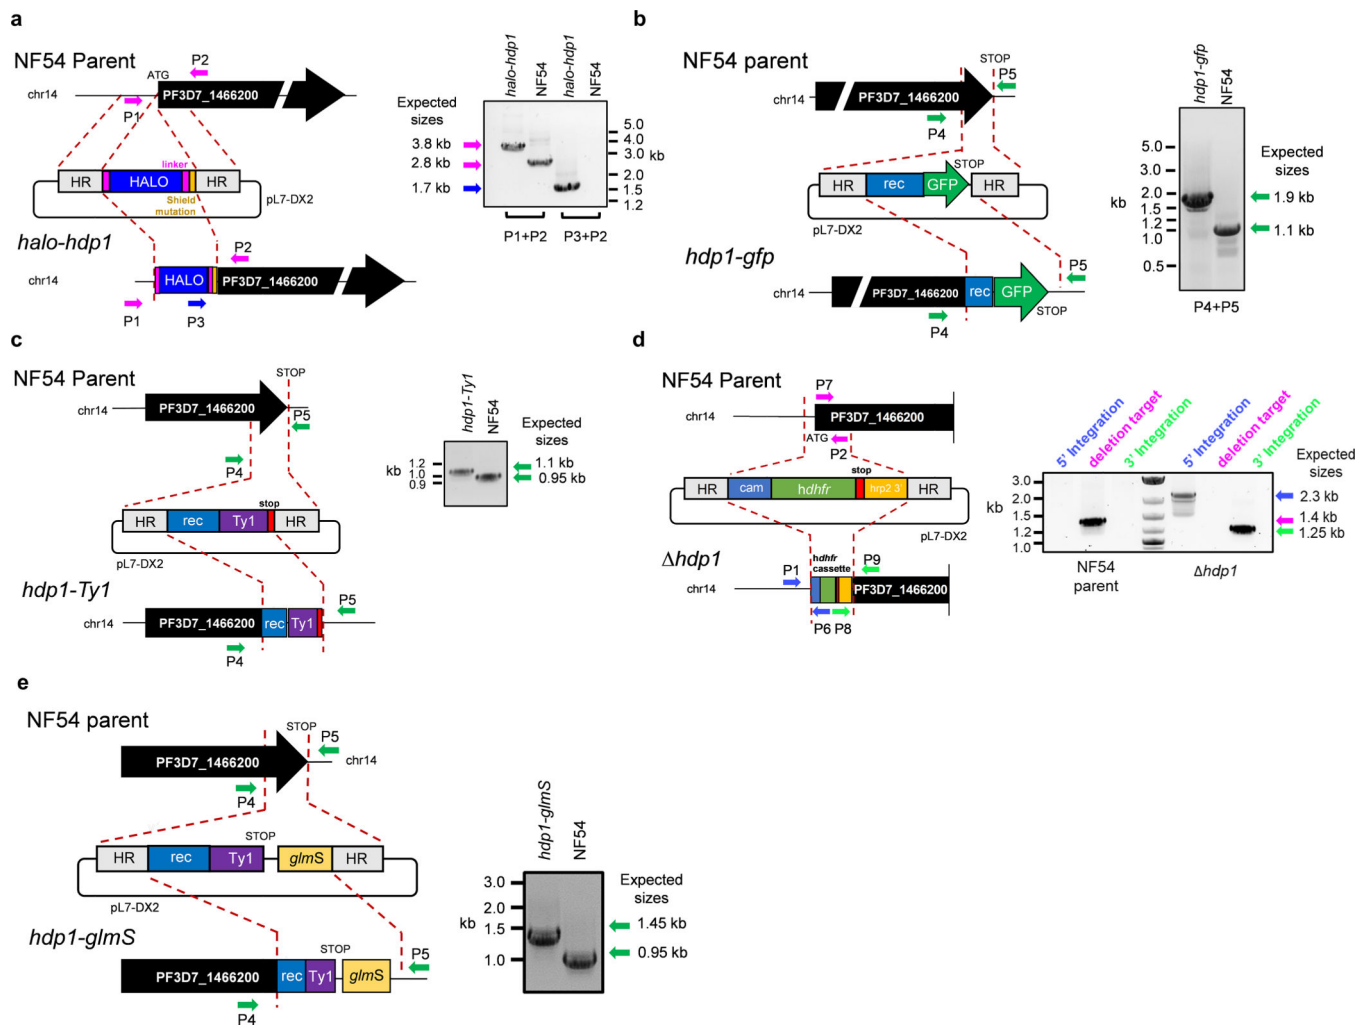 a
NF54 Parent
ATG
P2
chr14
PF3D7_1466200
P1
linker
HR
HALO
HR
Shield
mutation
pL7-DX2
halo-hdp1
P2
chr14
HALO
PF3D7_1466200
P1
P3
halo-hdp1
NF54
halo-hdp1
NF54
Expected
sizes
3.8 kb
2.8 kb
1.7 kb
5.0
4.0
3.0
2.0
1.5
1.2
kb
P1+P2
P3+P2
b
NF54 parent
STOP
P5
chr14
PF3D7_1466200
P4
STOP
HR
rec
GFP
HR
pL7-DX2
hdp1-gfp
P5
chr14
PF3D7_1466200
rec
GFP
STOP
P4
hdp1-gfp
NF54
5.0
3.0
2.0
1.5
1.2
1.0
0.5
kb
Expected
sizes
1.9 kb
1.1 kb
P4+P5
c
NF54 Parent
STOP
chr14
PF3D7_1466200
P5
P4
stop
HR
rec
Ty1
HR
pL7-DX2
hdp1-Ty1
P5
chr14
PF3D7_1466200
rec
Ty1
P4
hdp1-Ty1
NF54
kb
1.2
1.0
0.9
Expected
sizes
1.1 kb
0.95 kb
d
NF54 Parent
P7
chr14
PF3D7_1466200
ATG
P2
stop
HR
cam
hdhfr
hrp2 3'
HR
pL7-DX2
Δhdp1
hdhfr
cassette
P1
P9
chr14
PF3D7_1466200
P6
P8
5' Integration
deletion target
3' Integration
5' Integration
deletion target
3' Integration
Expected
sizes
kb
3.0
2.0
1.5
1.2
1.0
2.3 kb
1.4 kb
1.25 kb
NF54
parent
Δhdp1
e
NF54 parent
STOP
P5
PF3D7_1466200
chr14
P4
STOP
HR
rec
Ty1
glmS
HR
pL7-DX2
hdp1-glmS
STOP
P5
PF3D7_1466200
rec
Ty1
glmS
P4
hdp1-glmS
NF54
3.0
2.0
1.5
1.0
kb
Expected
sizes
1.45 kb
0.95 kb